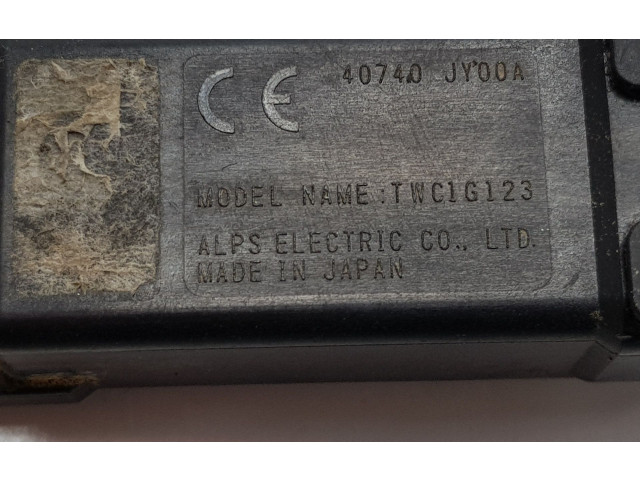 CE 40740 JY00A
MODEL NAME:TWC1G123
ALPS ELECTRIC CO., LTD.
MADE IN JAPAN